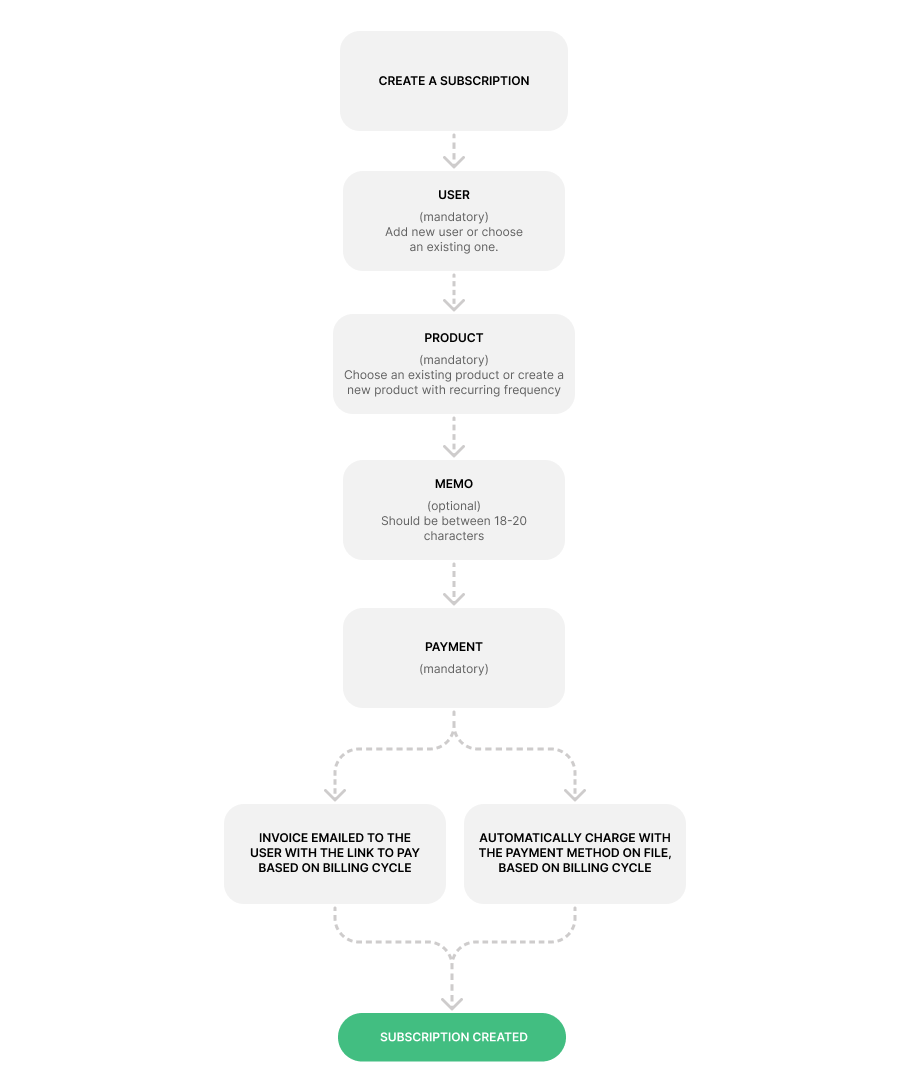 CREATE A SUBSCRIPTION
USER
(mandatory)
Add new user or choose
an existing one.
PRODUCT
(mandatory)
Choose an existing product or create a
new product with recurring frequency
MEMO
(optional)
Should be between 18-20
characters
PAYMENT
(mandatory)
INVOICE EMAILED TO THE
USER WITH THE LINK TO PAY
BASED ON BILLING CYCLE
AUTOMATICALLY CHARGE WITH
THE PAYMENT METHOD ON FILE,
BASED ON BILLING CYCLE
SUBSCRIPTION CREATED